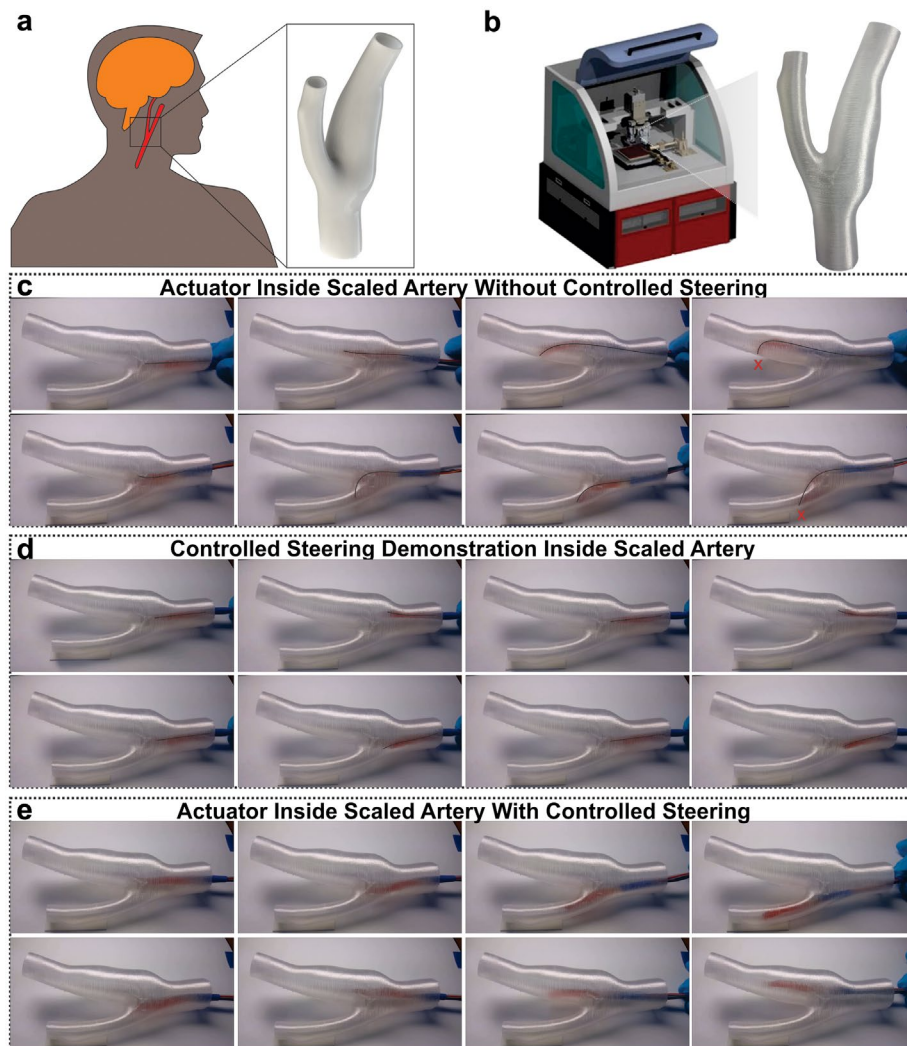 a
b
c
Actuator Inside Scaled Artery Without Controlled Steering
x
x
d
Controlled Steering Demonstration Inside Scaled Artery
e
Actuator Inside Scaled Artery With Controlled Steering